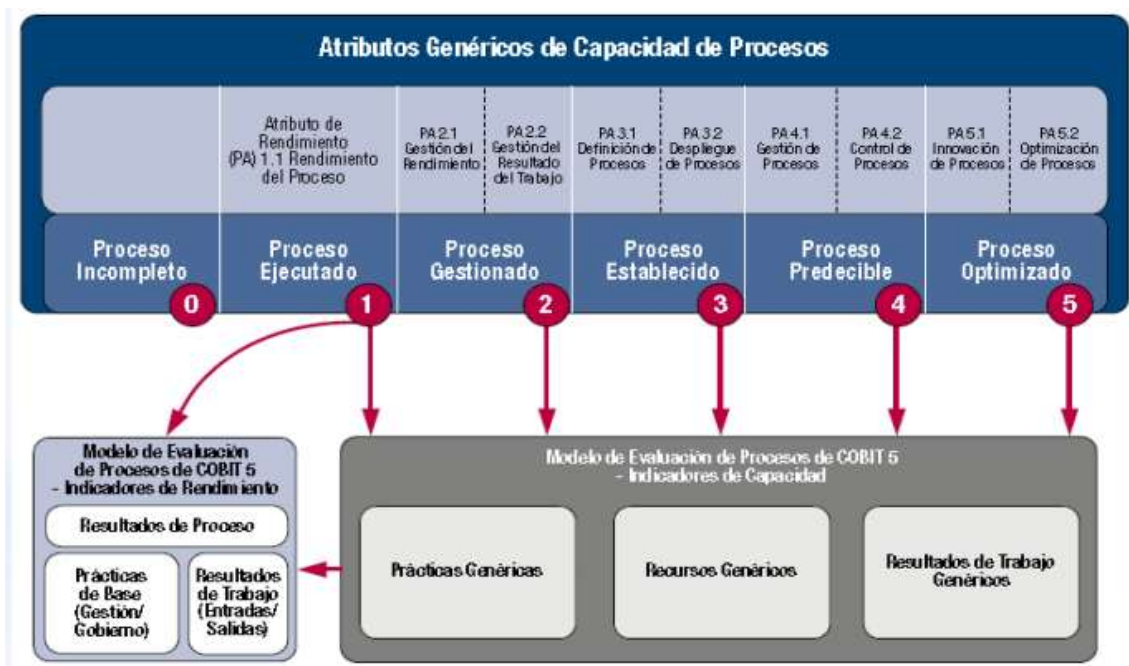 Atributos Genéricos de Capacidad de Procesos
Atributo de
Rendimiento
(PA) 1.1 Rendimiento
del Proceso
PA 2.1
Gestión del
Rendimiento
PA 2.2
Gestión del
Resultado
del Trabajo
PA 3.1
Definición de
Procesos
PA 3.2
Despliegue
de Procesos
PA 4.1
Gestión de
Procesos
PA 4.2
Control de
Procesos
PA 5.1
Innovación
de Procesos
PA 5.2
Optimización
de Procesos
Proceso
Incompleto
0
Proceso
Ejecutado
1
Proceso
Gestionado
2
Proceso
Establecido
3
Proceso
Predecible
4
Proceso
Optimizado
5
Modelo de Evaluación
de Procesos de COBIT 5
- Indicadores de Rendimiento
Resultados de Proceso
Prácticas
de Base
(Gestión/
Gobierno)
Resultados
de Trabajo
(Entradas/
Salidas)
Modelo de Evaluación de Procesos de COBIT 5
- Indicadores de Capacidad
Prácticas Genéricas
Recursos Genéricos
Resultados de Trabajo
Genéricos